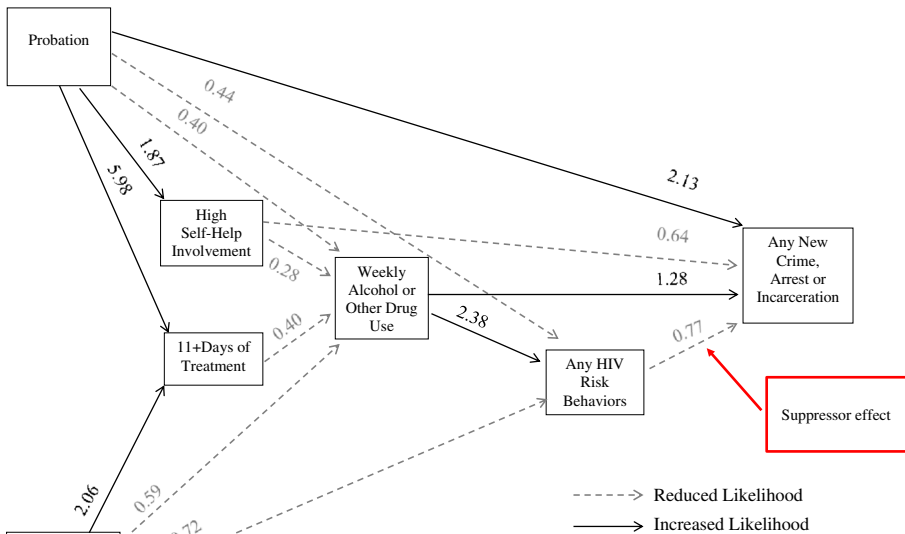 Probation
0.44
0.40
1.87
5.98
2.13
High
Self-Help
Involvement
0.64
Any New
Crime,
Arrest or
Incarceration
0.28
Weekly
Alcohol or
Other Drug
Use
1.28
2.38
0.40
11+Days of
Treatment
0.77
Any HIV
Risk
Behaviors
Suppressor effect
2.06
0.59
0.72
Reduced Likelihood
Increased Likelihood